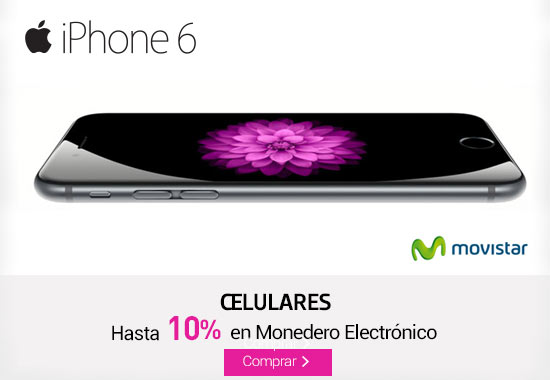 iPhone 6
movistar
CELULARES
Hasta 10% en Monedero Electrónico
Comprar >